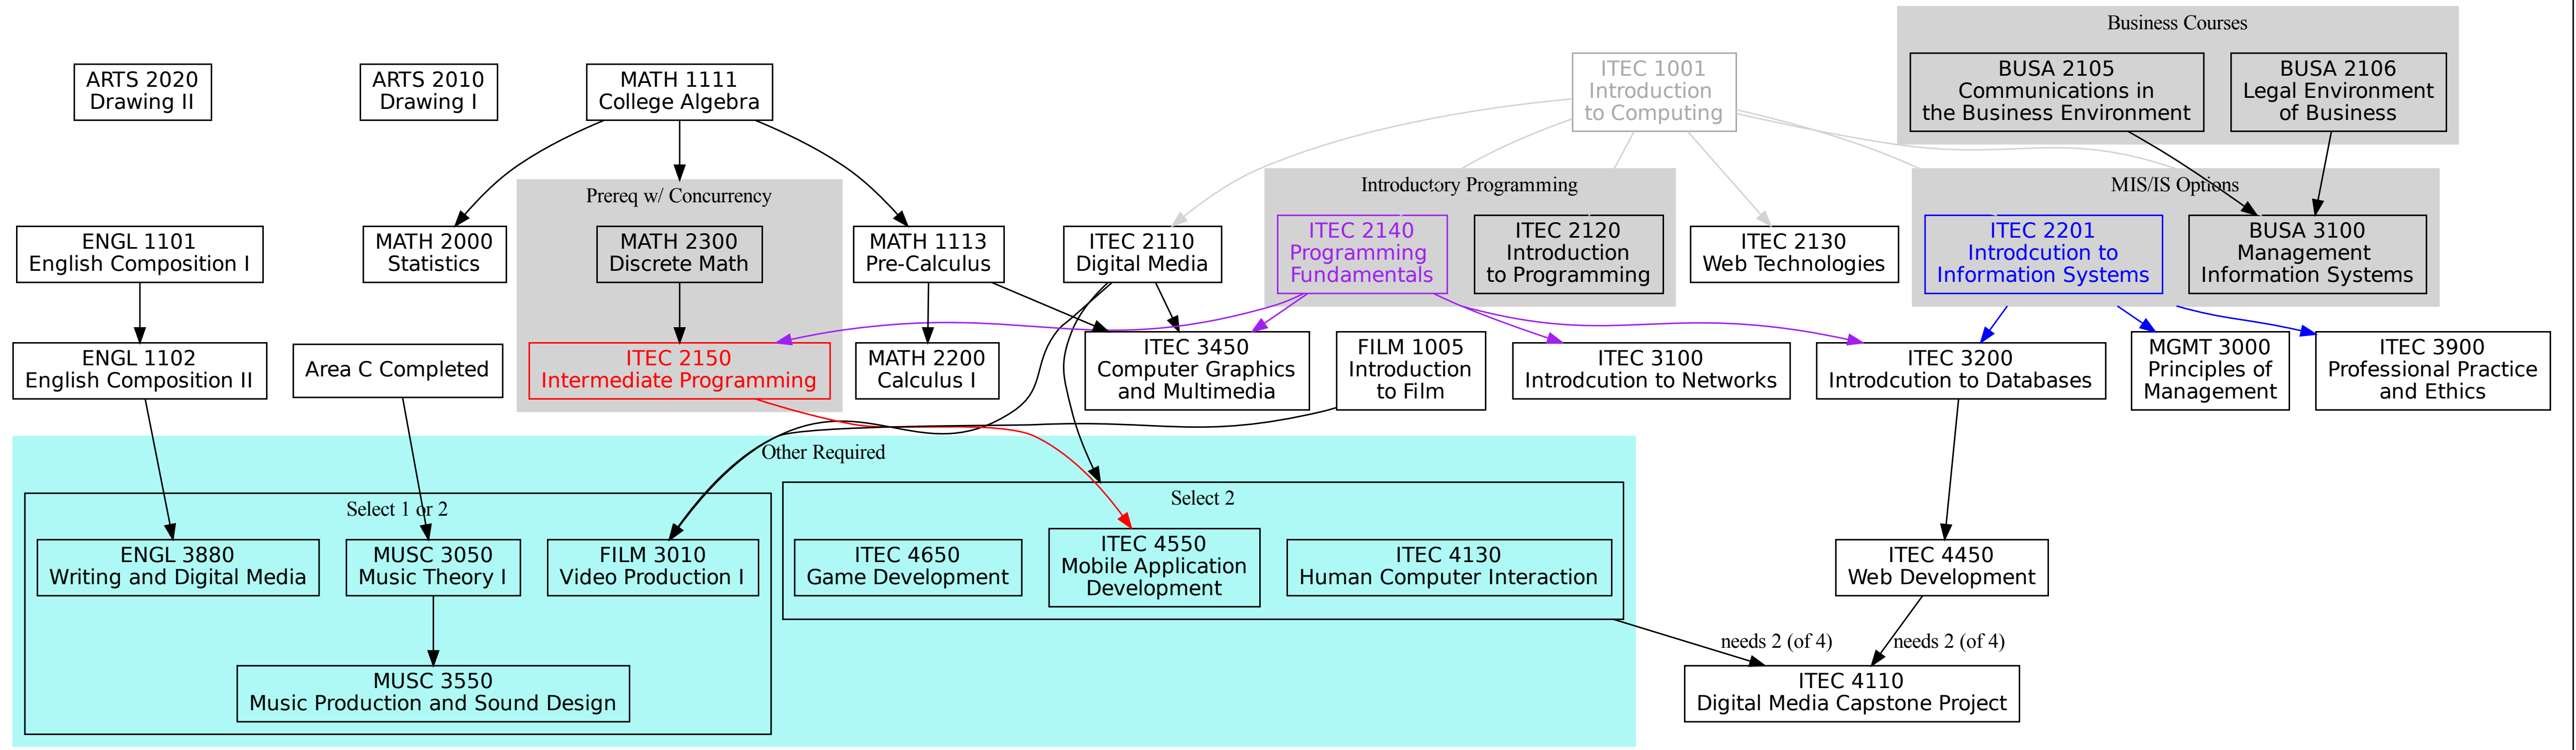 Business Courses
ARTS 2020
Drawing II
ARTS 2010
Drawing I
MATH 1111
College Algebra
ITEC 1001
Introduction
to Computing
BUSA 2105
Communications in
the Business Environment
BUSA 2106
Legal Environment
of Business
Prereq w/ Concurrency
Introductory Programming
MIS/IS Options
ENGL 1101
English Composition I
MATH 2000
Statistics
MATH 2300
Discrete Math
MATH 1113
Pre-Calculus
ITEC 2110
Digital Media
ITEC 2140
Programming
Fundamentals
ITEC 2120
Introduction
to Programming
ITEC 2130
Web Technologies
ITEC 2201
Introdcution to
Information Systems
BUSA 3100
Management
Information Systems
ENGL 1102
English Composition II
Area C Completed
ITEC 2150
Intermediate Programming
MATH 2200
Calculus I
ITEC 3450
Computer Graphics
and Multimedia
FILM 1005
Introduction
to Film
ITEC 3100
Introdcution to Networks
ITEC 3200
Introdcution to Databases
MGMT 3000
Principles of
Management
ITEC 3900
Professional Practice
and Ethics
Other Required
Select 1 or 2
Select 2
ENGL 3880
Writing and Digital Media
MUSC 3050
Music Theory I
FILM 3010
Video Production I
ITEC 4650
Game Development
ITEC 4550
Mobile Application
Development
ITEC 4130
Human Computer Interaction
ITEC 4450
Web Development
needs 2 (of 4)
needs 2 (of 4)
MUSC 3550
Music Production and Sound Design
ITEC 4110
Digital Media Capstone Project